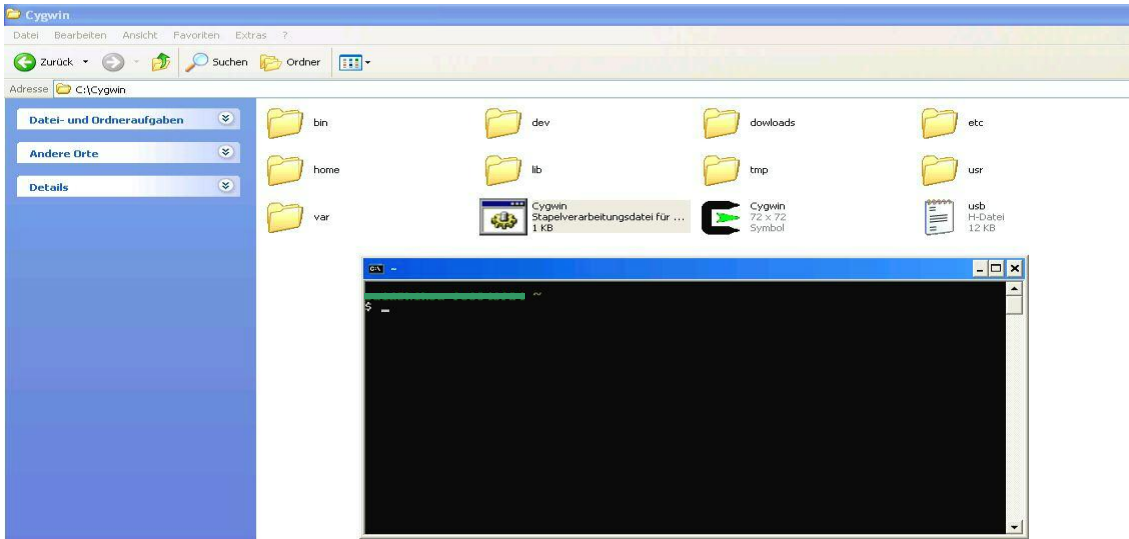 Cygwin
Datei Bearbeiten Ansicht Favoriten Extras ?
Zurück Suchen Ordner
Adresse C:\Cygwin
Datei- und Ordneraufgaben
Andere Orte
Details
bin dev dowloads etc
home lib tmp usr
var
Cygwin
Stapelverarbeitungsdatei für ...
1 KB
Cygwin
72 x 72
Symbol
usb
H-Datei
12 KB
C:\ ~
~
$ _